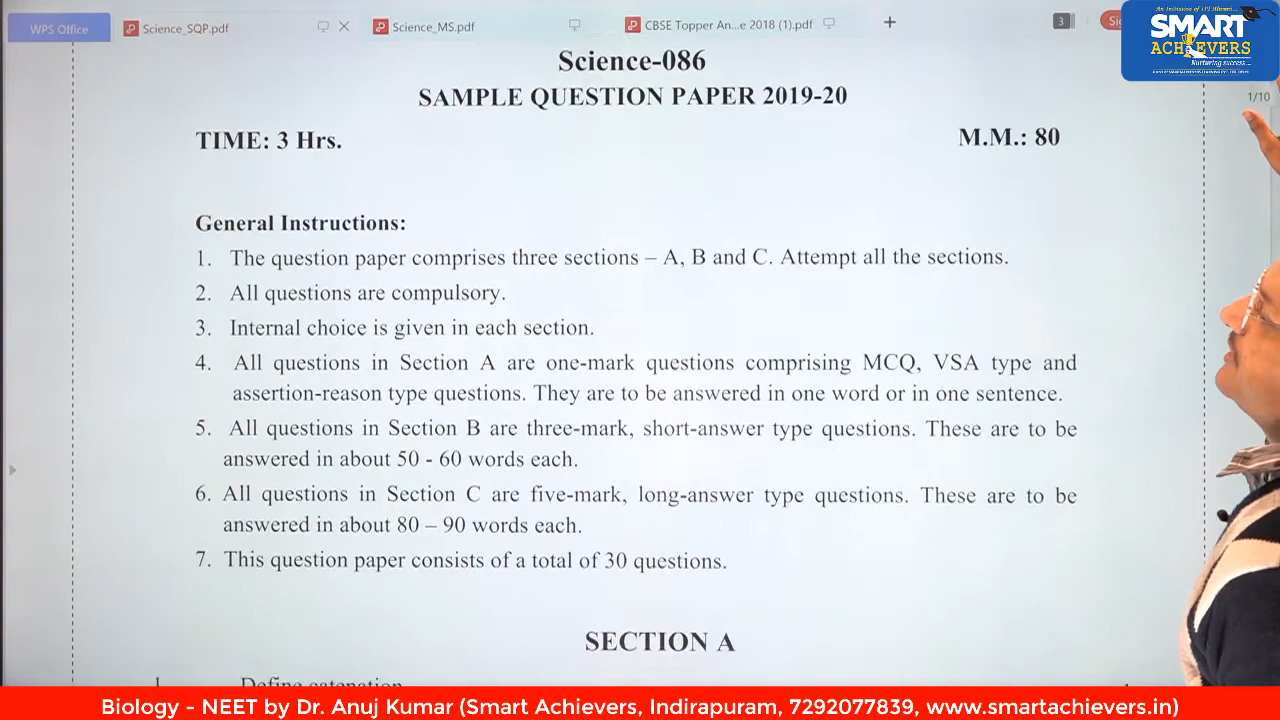 WPS Office
Science_SQP.pdf
Science_MS.pdf
CBSE Topper An...e 2018 (1).pdf
3
An Initiative of IPS Alumni...
SMART
ACHIEVERS
Nurturing success ...
1/10
Science-086
SAMPLE QUESTION PAPER 2019-20
TIME: 3 Hrs.
M.M.: 80
General Instructions:
1. The question paper comprises three sections – A, B and C. Attempt all the sections.
2. All questions are compulsory.
3. Internal choice is given in each section.
4. All questions in Section A are one-mark questions comprising MCQ, VSA type and
assertion-reason type questions. They are to be answered in one word or in one sentence.
5. All questions in Section B are three-mark, short-answer type questions. These are to be
answered in about 50 - 60 words each.
6. All questions in Section C are five-mark, long-answer type questions. These are to be
answered in about 80 – 90 words each.
7. This question paper consists of a total of 30 questions.
SECTION A
1 Define catenation
Biology - NEET by Dr. Anuj Kumar (Smart Achievers, Indirapuram, 7292077839, www.smartachievers.in)